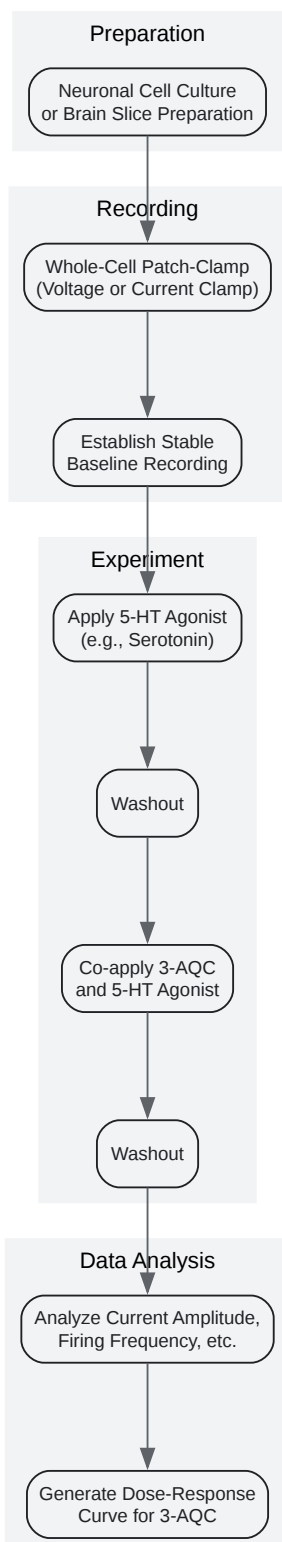 Preparation
Neuronal Cell Culture
or Brain Slice Preparation
Recording
Whole-Cell Patch-Clamp
(Voltage or Current Clamp)
Establish Stable
Baseline Recording
Experiment
Apply 5-HT Agonist
(e.g., Serotonin)
Washout
Co-apply 3-AQC
and 5-HT Agonist
Washout
Data Analysis
Analyze Current Amplitude,
Firing Frequency, etc.
Generate Dose-Response
Curve for 3-AQC